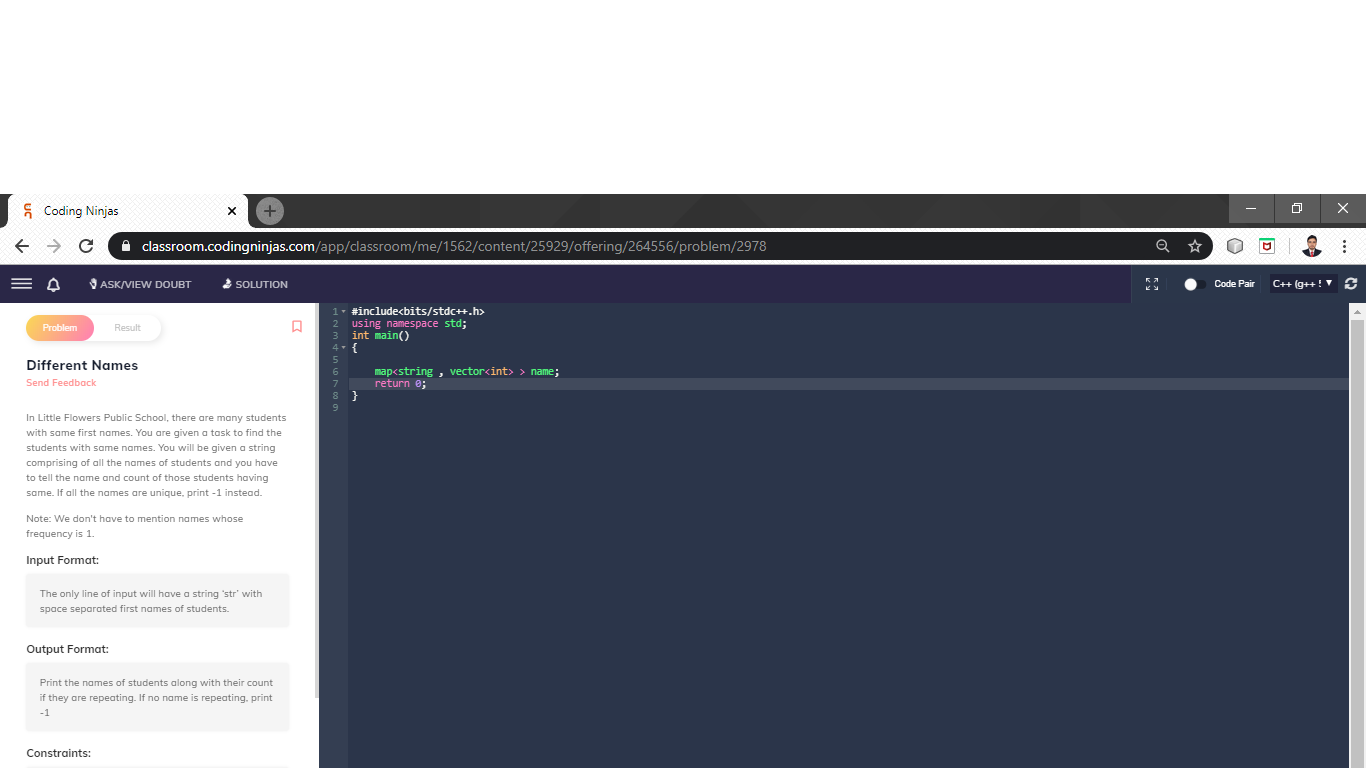 Coding Ninjas
classroom.codingninjas.com/app/classroom/me/1562/content/25929/offering/264556/problem/2978
ASK/VIEW DOUBT
SOLUTION
Code Pair
C++ (g++ 5
Problem
Result
Different Names
Send Feedback
In Little Flowers Public School, there are many students
with same first names. You are given a task to find the
students with same names. You will be given a string
comprising of all the names of students and you have
to tell the name and count of those students having
same. If all the names are unique, print -1 instead.
Note: We don't have to mention names whose
frequency is 1.
Input Format:
The only line of input will have a string ‘str’ with
space separated first names of students.
Output Format:
Print the names of students along with their count
if they are repeating. If no name is repeating, print
-1
Constraints:
1 #include<bits/stdc++.h>
2 using namespace std;
3 int main()
4 {
5
6 map<string , vector<int> > name;
7 return 0;
8 }
9